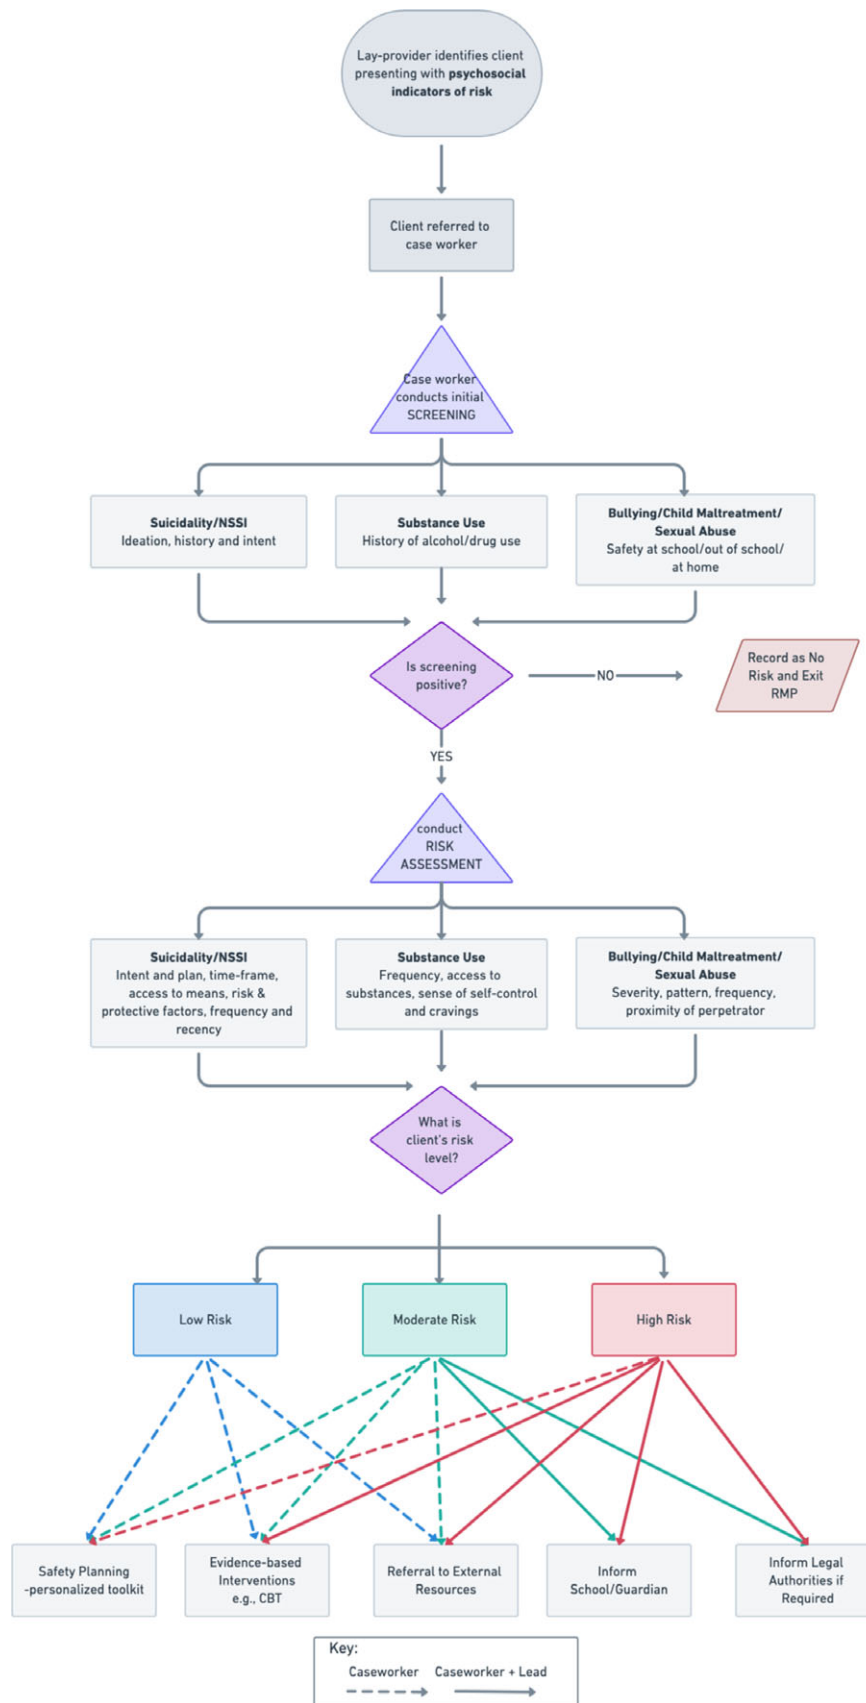 Lay-provider identifies client
presenting with psychosocial
indicators of risk
Client referred to
case worker
Case worker
conducts initial
SCREENING
Suicidality/NSSI
Ideation, history and intent
Substance Use
History of alcohol/drug use
Bullying/Child Maltreatment/
Sexual Abuse
Safety at school/out of school/
at home
Is screening
positive?
NO
Record as No
Risk and Exit
RMP
YES
conduct
RISK
ASSESSMENT
Suicidality/NSSI
Intent and plan, time-frame,
access to means, risk &
protective factors, frequency and
recency
Substance Use
Frequency, access to
substances, sense of self-control
and cravings
Bullying/Child Maltreatment/
Sexual Abuse
Severity, pattern, frequency,
proximity of perpetrator
What is
client's risk
level?
Low Risk
Moderate Risk
High Risk
Safety Planning
-personalized toolkit
Evidence-based
Interventions
e.g., CBT
Referral to External
Resources
Inform
School/Guardian
Inform Legal
Authorities if
Required
Key:
Caseworker
Caseworker + Lead